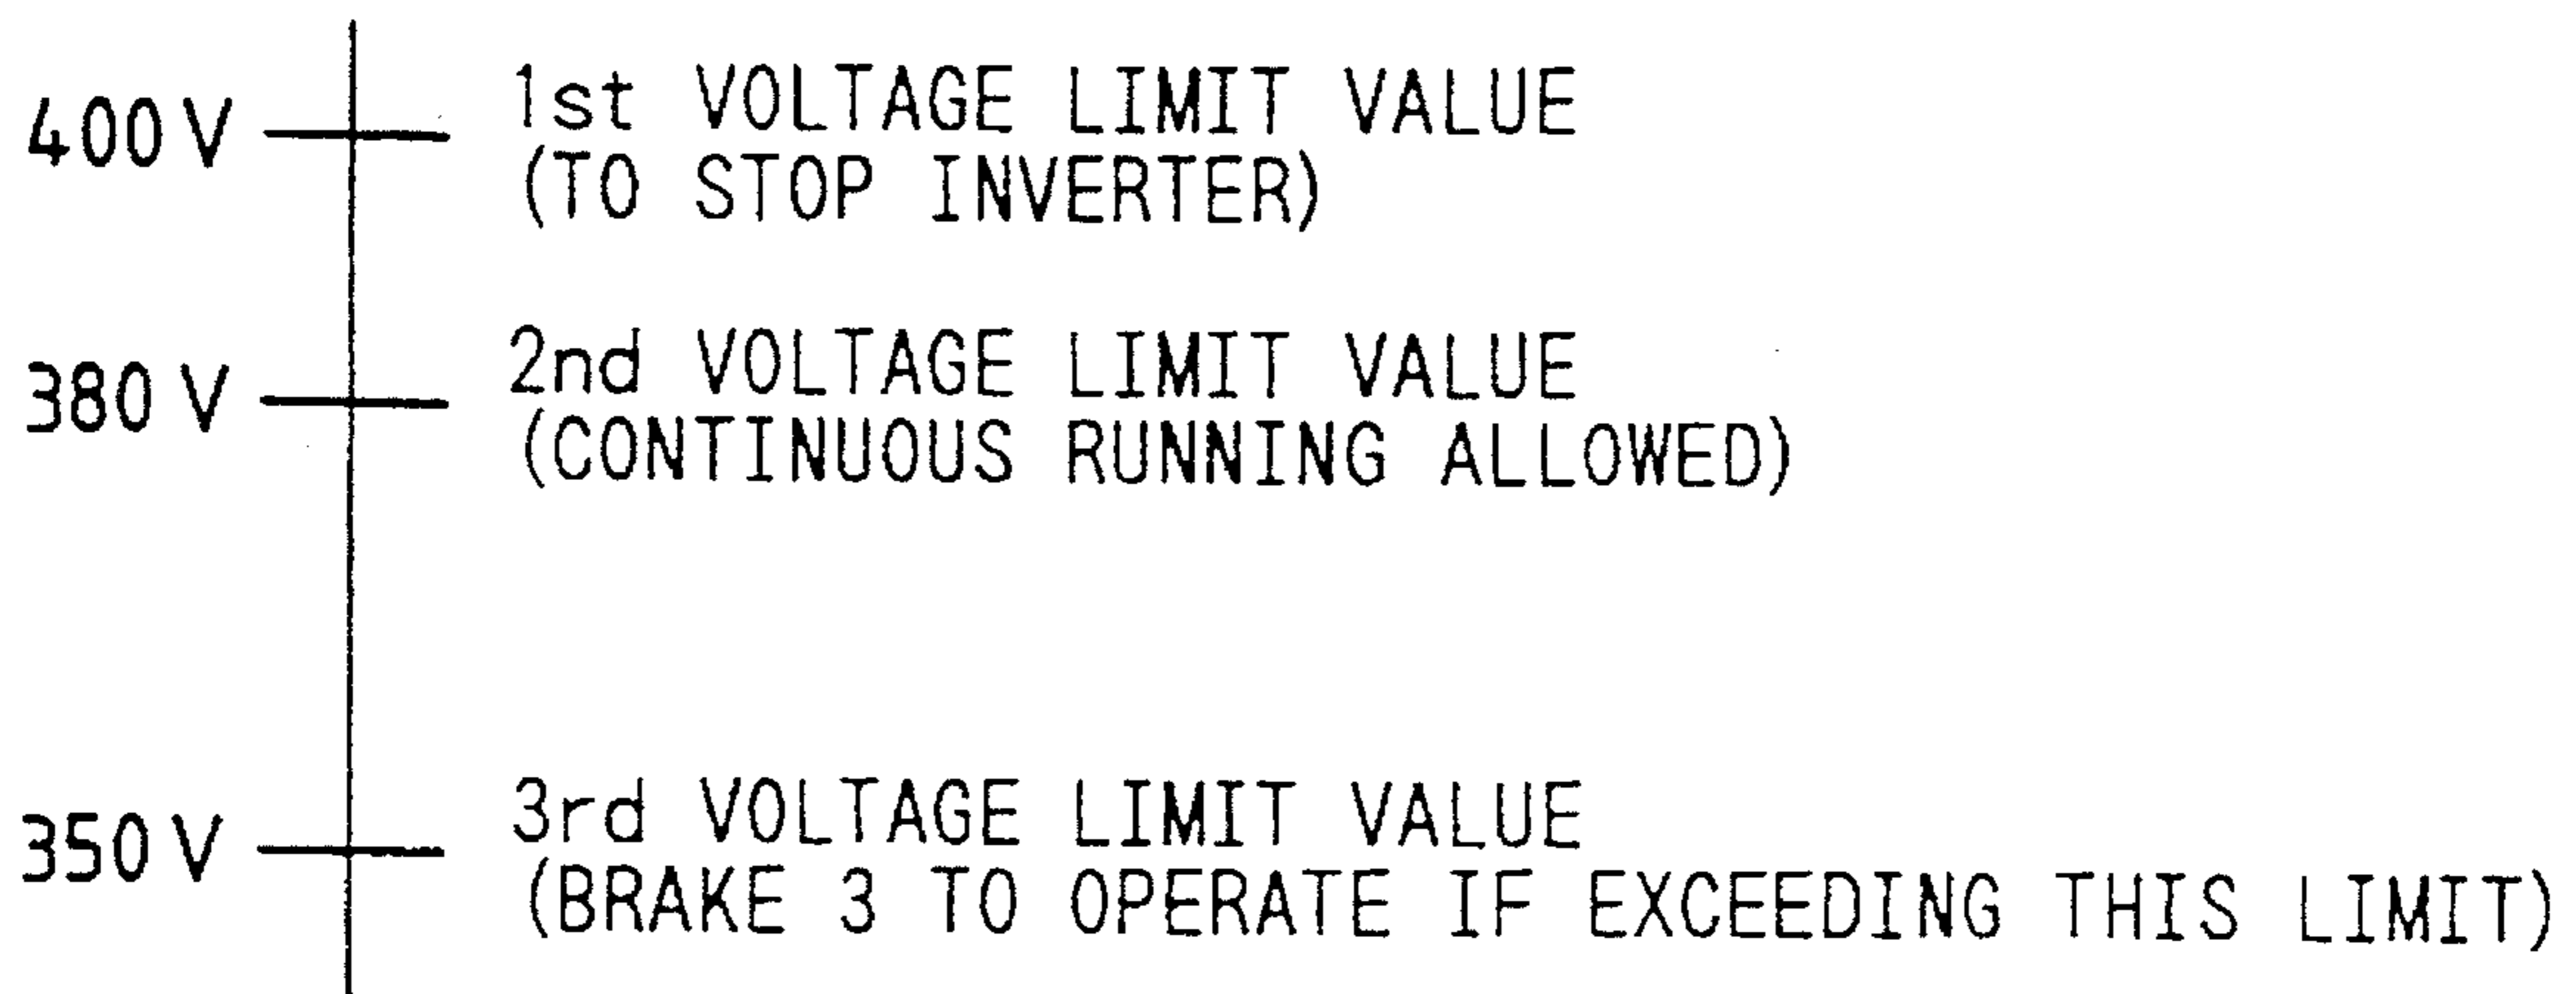 400 V 1st VOLTAGE LIMIT VALUE
(TO STOP INVERTER)
380 V 2nd VOLTAGE LIMIT VALUE
(CONTINUOUS RUNNING ALLOWED)
350 V 3rd VOLTAGE LIMIT VALUE
(BRAKE 3 TO OPERATE IF EXCEEDING THIS LIMIT)